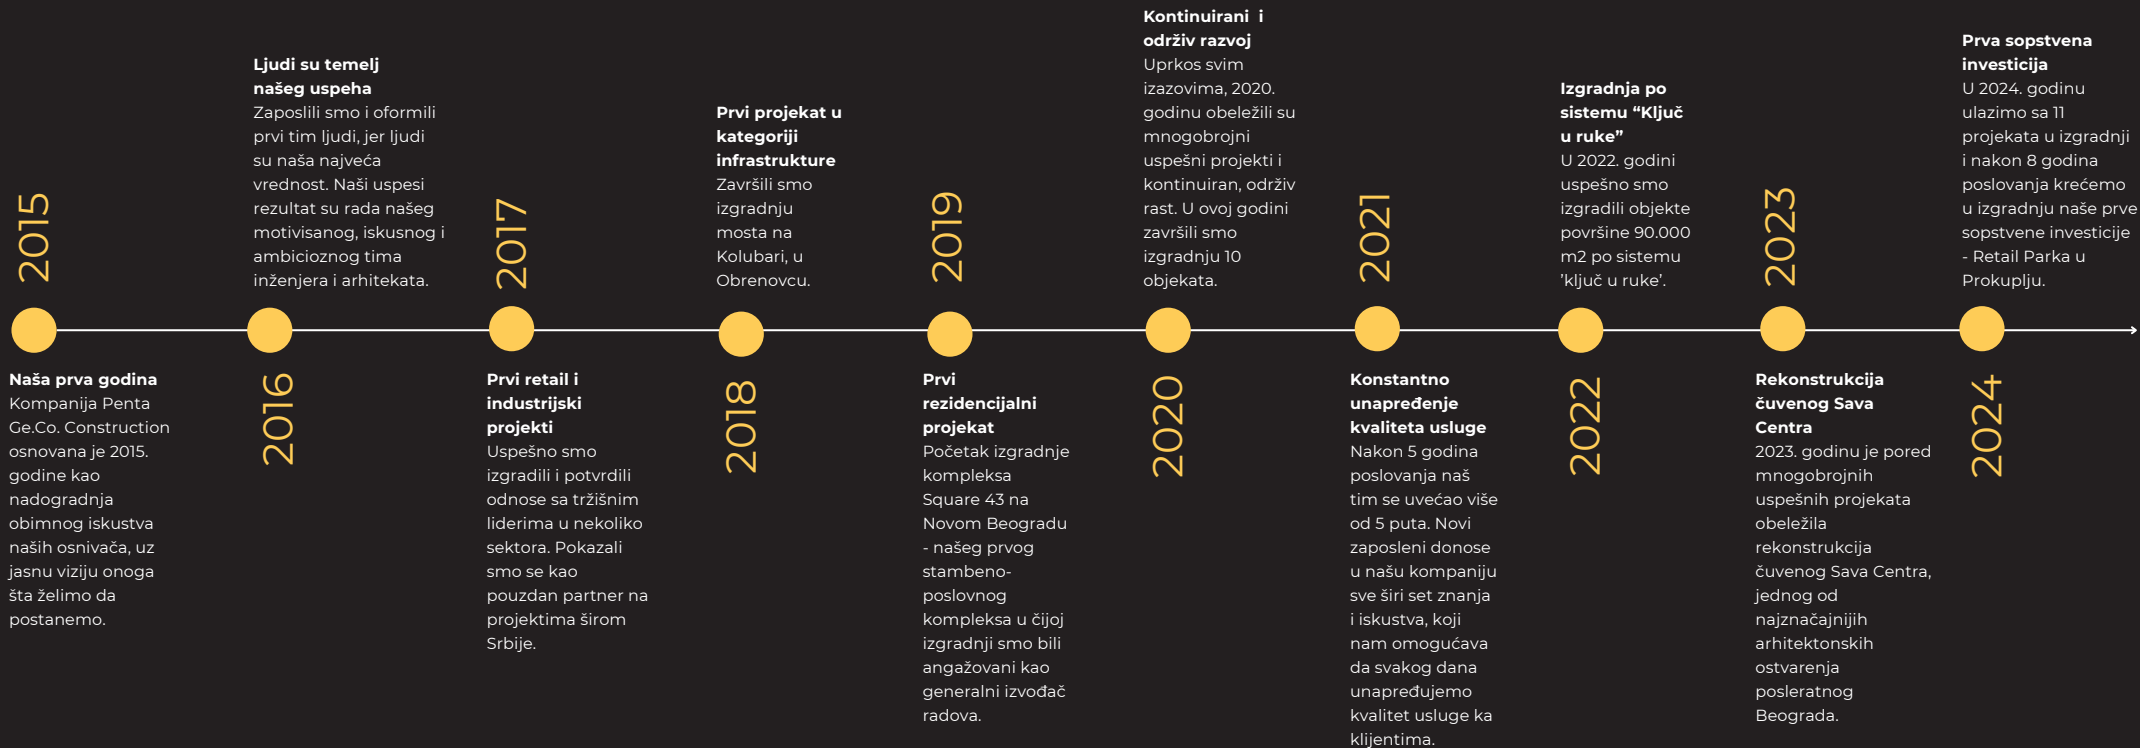 2015
Naša prva godina
Kompanija Penta
Ge.Co. Construction
osnovana je 2015.
godine kao
nadogradnja
obimnog iskustva
naših osnivača, uz
jasnu viziju onoga
šta želimo da
postanemo.
Ljudi su temelj
našeg uspeha
Zaposlili smo i oformili
prvi tim ljudi, jer ljudi
su naša najveća
vrednost. Naši uspesi
rezultat su rada našeg
motivisanog, iskusnog i
ambicioznog tima
inženjera i arhitekata.
2016
2017
Prvi retail i
industrijski
projekti
Uspešno smo
izgradili i potvrdili
odnose sa tržišnim
liderima u nekoliko
sektora. Pokazali
smo se kao
pouzdan partner na
projektima širom
Srbije.
Prvi projekat u
kategoriji
infrastrukture
Završili smo
izgradnju
mosta na
Kolubari, u
Obrenovcu.
2018
2019
Prvi
rezidencijalni
projekat
Početak izgradnje
kompleksa
Square 43 na
Novom Beogradu
- našeg prvog
stambeno-
poslovnog
kompleksa u čijoj
izgradnji smo bili
angažovani kao
generalni izvođač
radova.
Kontinuirani i
održiv razvoj
Uprkos svim
izazovima, 2020.
godinu obeležili su
mnogobrojni
uspešni projekti i
kontinuiran, održiv
rast. U ovoj godini
završili smo
izgradnju 10
objekata.
2020
2021
Konstantno
unapređenje
kvaliteta usluge
Nakon 5 godina
poslovanja naš
tim se uvećao više
od 5 puta. Novi
zaposleni donose
u našu kompaniju
sve širi set znanja
i iskustva, koji
nam omogućava
da svakog dana
unapređujemo
kvalitet usluge ka
klijentima.
Izgradnja po
sistemu “Ključ
u ruke”
U 2022. godini
uspešno smo
izgradili objekte
površine 90.000
m2 po sistemu
’ključ u ruke’.
2022
2023
Rekonstrukcija
čuvenog Sava
Centra
2023. godinu je pored
mnogobrojnih
uspešnih projekata
obeležila
rekonstrukcija
čuvenog Sava Centra,
jednog od
najznačajnijih
arhitektonskih
ostvarenja
posleratnog
Beograda.
Prva sopstvena
investicija
U 2024. godinu
ulazimo sa 11
projekata u izgradnji
i nakon 8 godina
poslovanja krećemo
u izgradnju naše prve
sopstvene investicije
- Retail Parka u
Prokuplju.
2024